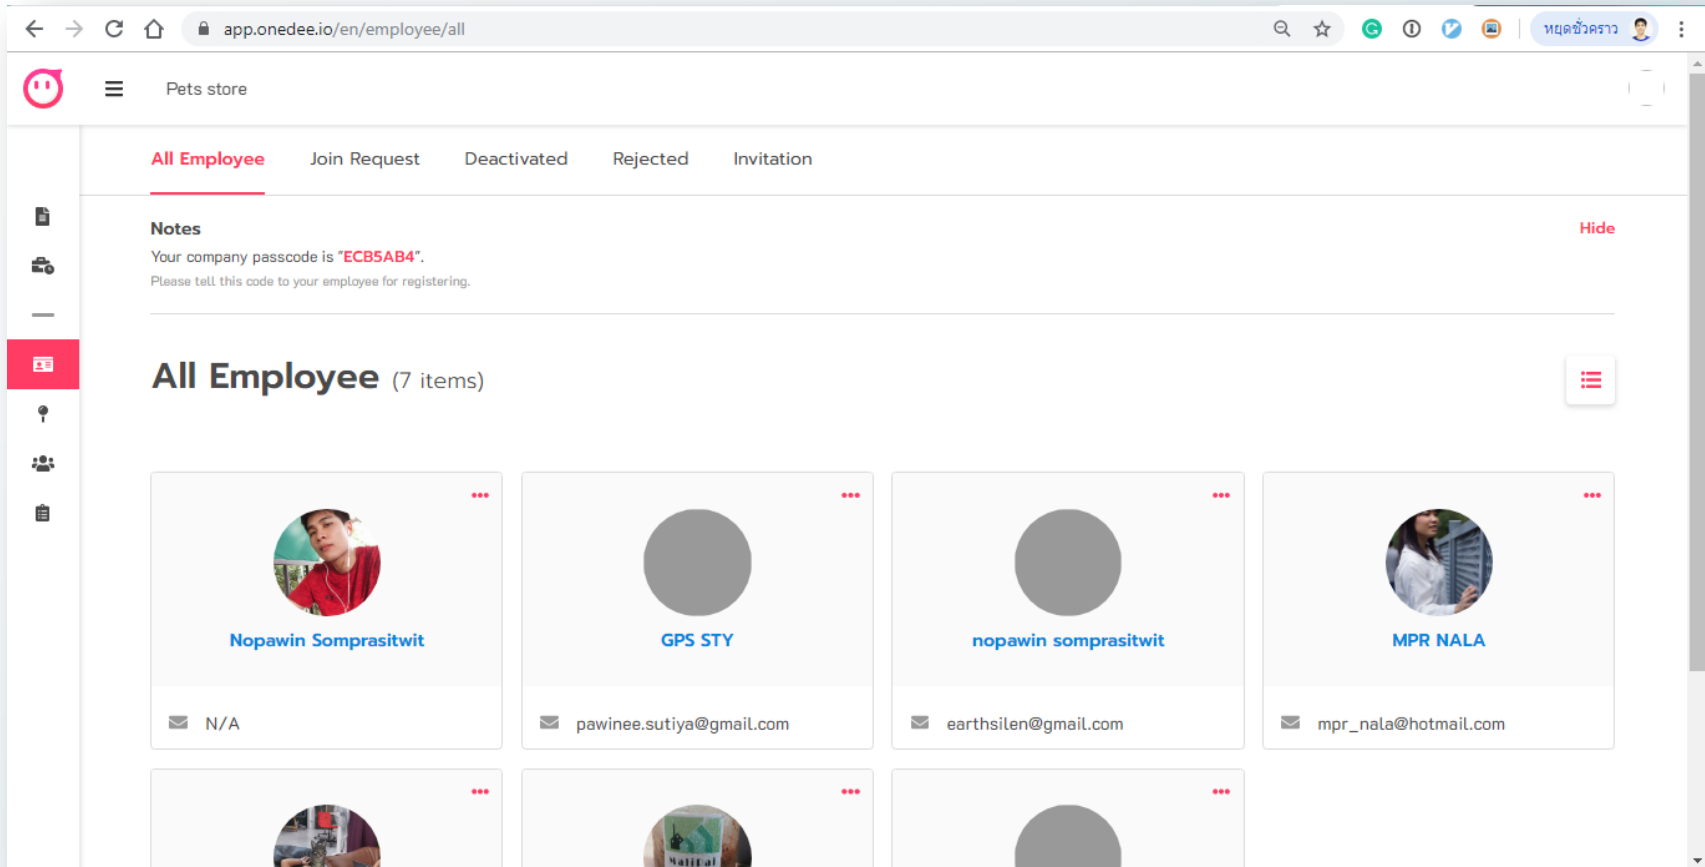 app.onedee.io/en/employee/all
หยุดชั่วคราว
Pets store
All Employee Join Request Deactivated Rejected Invitation
Notes
Hide
Your company passcode is "ECB5AB4".
Please tell this code to your employee for registering.
All Employee (7 items)
Nopawin Somprasitwit
GPS STY
nopawin somprasitwit
MPR NALA
N/A
pawinee.sutiya@gmail.com
earthsilen@gmail.com
mpr_nala@hotmail.com